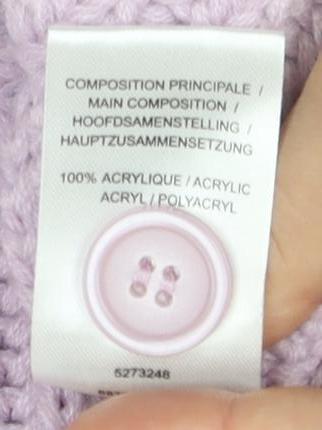 COMPOSITION PRINCIPALE /
MAIN COMPOSITION /
HOOFDSAMENSTELLING /
HAUPTZUSAMMENSETZUNG
100% ACRYLIQUE / ACRYLIC
ACRYL / POLYACRYL
5273248